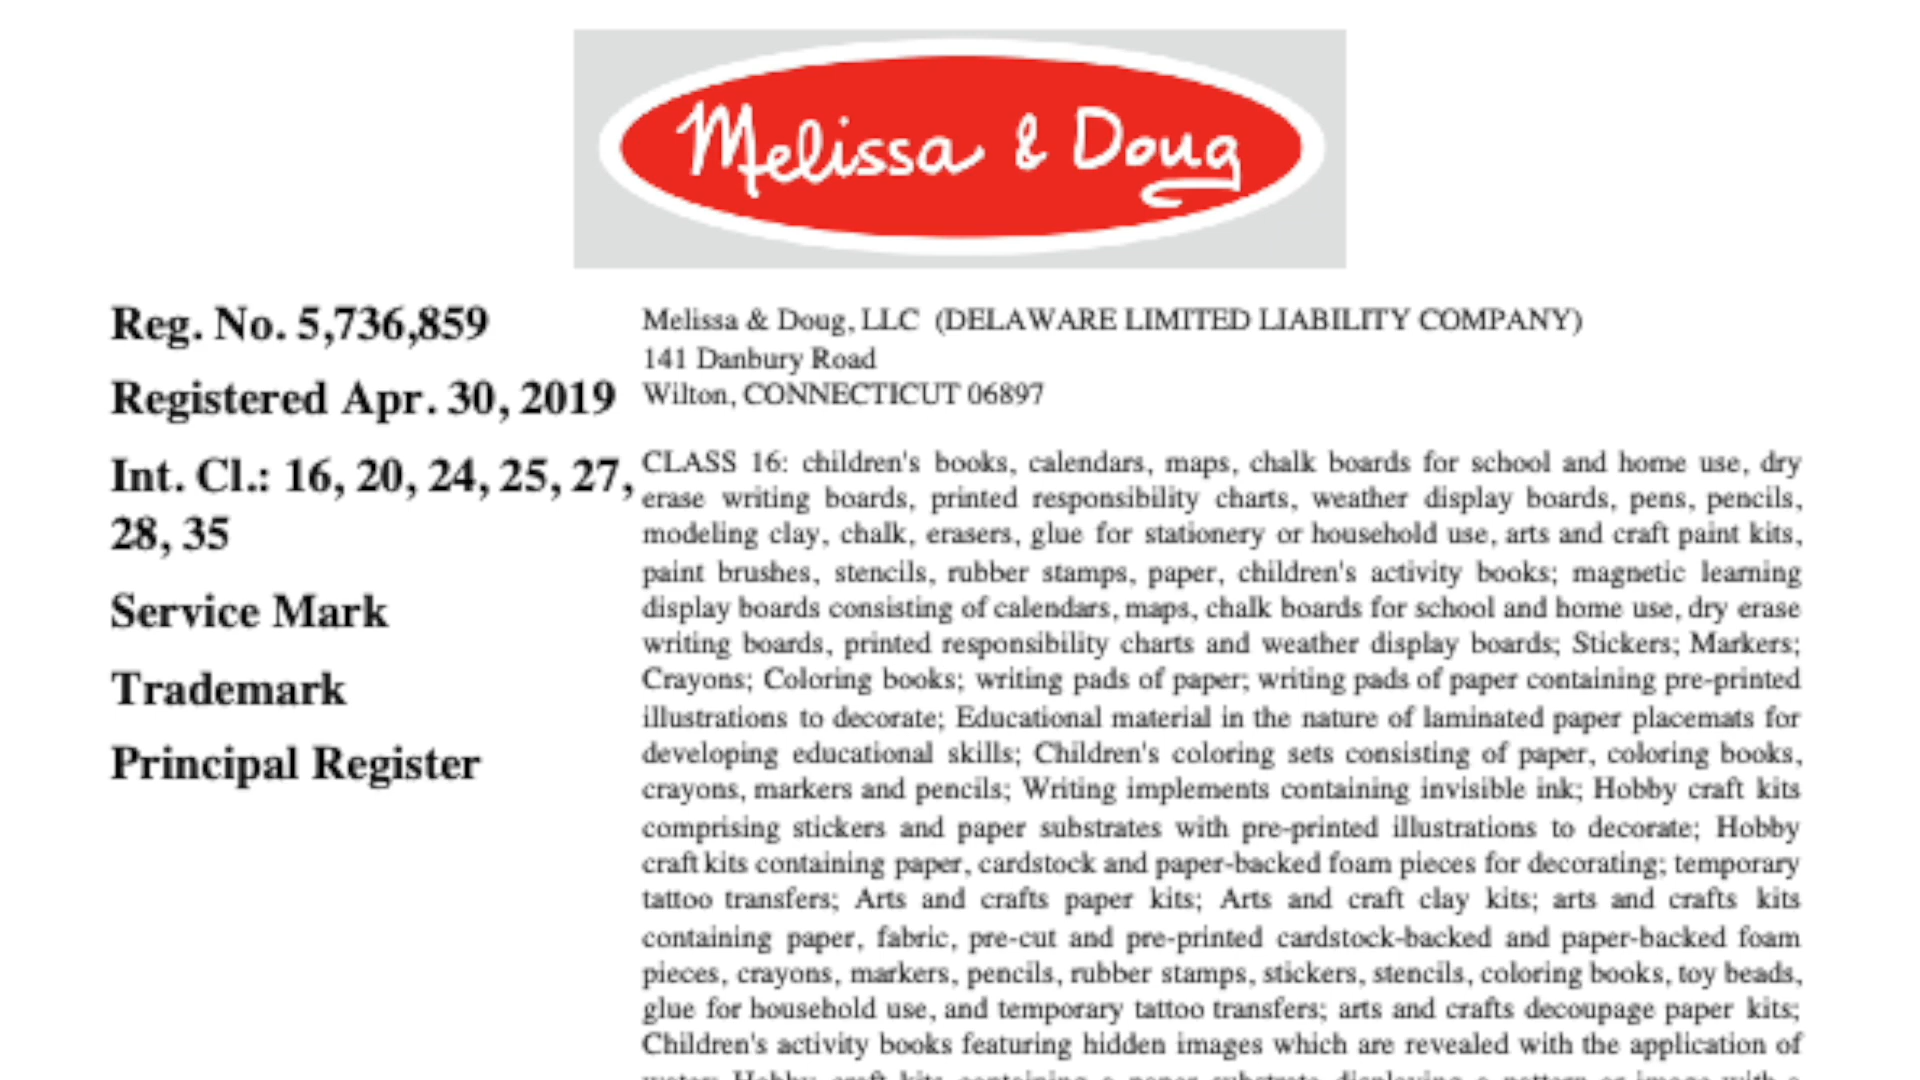 Melissa & Doug
Reg. No. 5,736,859
Registered Apr. 30, 2019
Int. Cl.: 16, 20, 24, 25, 27,
28, 35
Service Mark
Trademark
Principal Register
Melissa & Doug, LLC (DELAWARE LIMITED LIABILITY COMPANY)
141 Danbury Road
Wilton, CONNECTICUT 06897
CLASS 16: children's books, calendars, maps, chalk boards for school and home use, dry
erase writing boards, printed responsibility charts, weather display boards, pens, pencils,
modeling clay, chalk, erasers, glue for stationery or household use, arts and craft paint kits,
paint brushes, stencils, rubber stamps, paper, children's activity books; magnetic learning
display boards consisting of calendars, maps, chalk boards for school and home use, dry erase
writing boards, printed responsibility charts and weather display boards; Stickers; Markers;
Crayons; Coloring books; writing pads of paper; writing pads of paper containing pre-printed
illustrations to decorate; Educational material in the nature of laminated paper placemats for
developing educational skills; Children's coloring sets consisting of paper, coloring books,
crayons, markers and pencils; Writing implements containing invisible ink; Hobby craft kits
comprising stickers and paper substrates with pre-printed illustrations to decorate; Hobby
craft kits containing paper, cardstock and paper-backed foam pieces for decorating; temporary
tattoo transfers; Arts and crafts paper kits; Arts and craft clay kits; arts and crafts kits
containing paper, fabric, pre-cut and pre-printed cardstock-backed and paper-backed foam
pieces, crayons, markers, pencils, rubber stamps, stickers, stencils, coloring books, toy beads,
glue for household use, and temporary tattoo transfers; arts and crafts decoupage paper kits;
Children's activity books featuring hidden images which are revealed with the application of